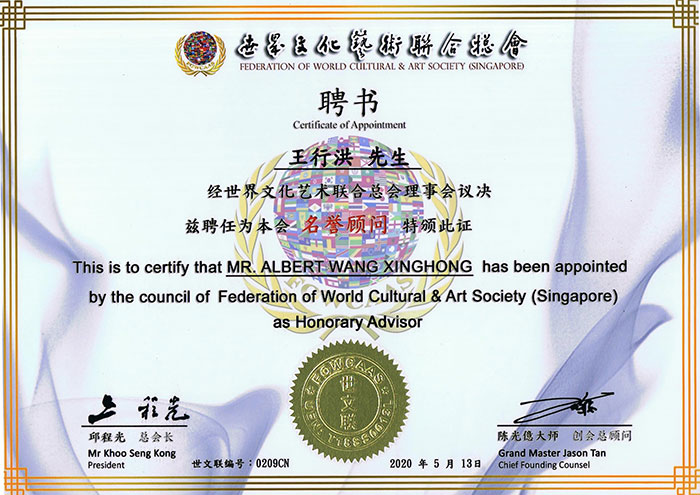 世界文化藝術聯合總會
FEDERATION OF WORLD CULTURAL & ART SOCIETY (SINGAPORE)
聘书
Certificate of Appointment
王行洪 先生
经世界文化艺术联合总会理事会议决
兹聘任为本会 名誉顾问 特颁此证
This is to certify that MR. ALBERT WANG XINGHONG has been appointed
by the council of Federation of World Cultural & Art Society (Singapore)
as Honorary Advisor
FOWCAAS
世文联
邱程光 总会长
Mr Khoo Seng Kong
President
世文联编号:0209CN
2020 年 5 月 13日
陈光億大师 创会总顾问
Grand Master Jason Tan
Chief Founding Counsel